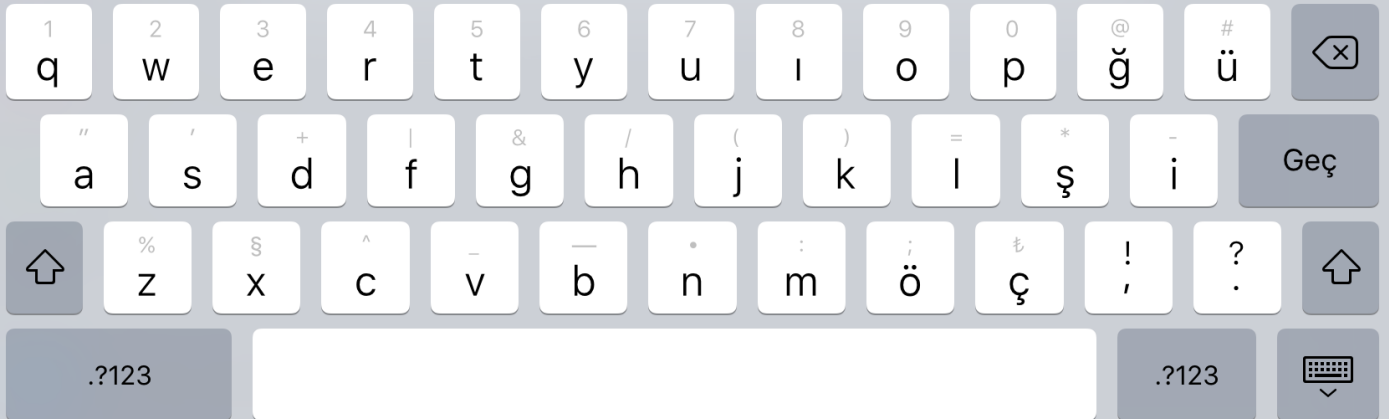 1 2 3 4 5 6 7 8 9 0 @ #
q w e r t y u ı o p ğ ü
" ' + | & / ( ) = * -
a s d f g h j k l ş i Geç
% § ^ _ — • : ; ₺ ! ?
z x c v b n m ö ç , .
.?123 .?123